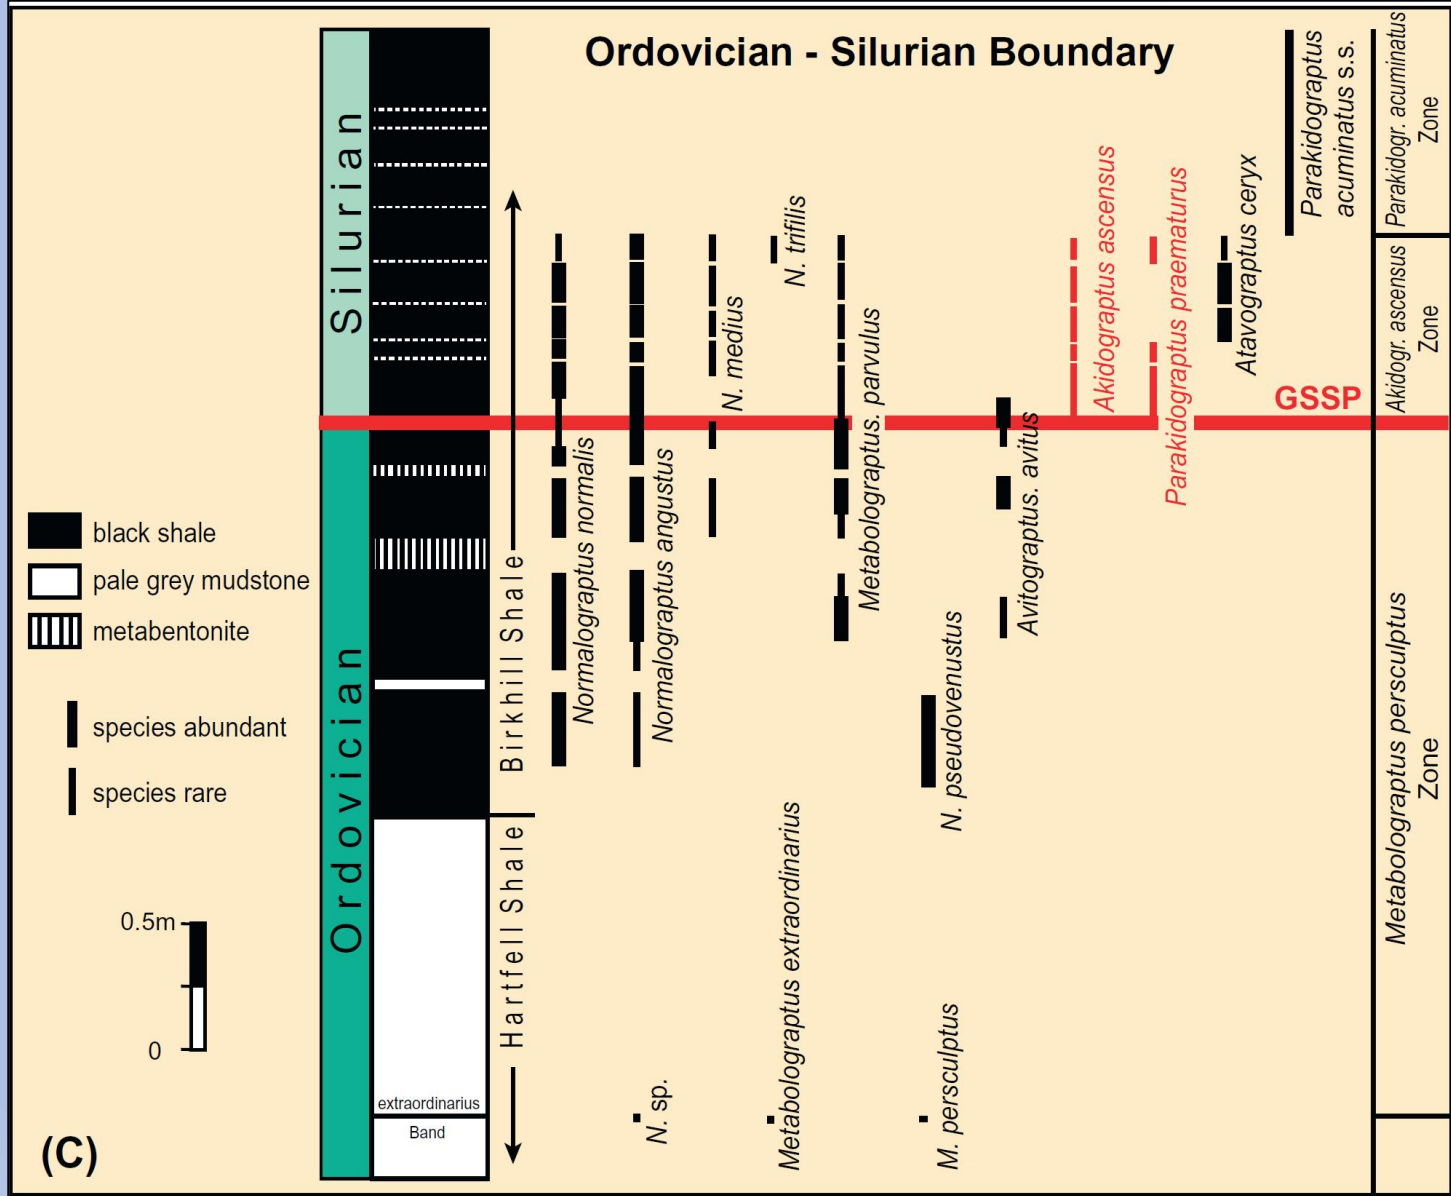 Ordovician - Silurian Boundary
Silurian
Ordovician
black shale
pale grey mudstone
metabentonite
species abundant
species rare
0.5m
0
(C)
extraordinarius
Band
Birkhill Shale
Hartfell Shale
Normalograptus normalis
Normalograptus angustus
N. medius
N. trifilis
Metabolograptus. parvulus
N. pseudovenustus
Avitograptus. avitus
Akidograptus ascensus
Parakidograptus praematurus
Atavograptus ceryx
Parakidograptus
acuminatus s.s.
GSSP
N. sp.
Metabolograptus extraordinarius
M. persculptus
Parakidogr. acuminatus
Zone
Akidogr. ascensus
Zone
Metabolograptus persculptus
Zone